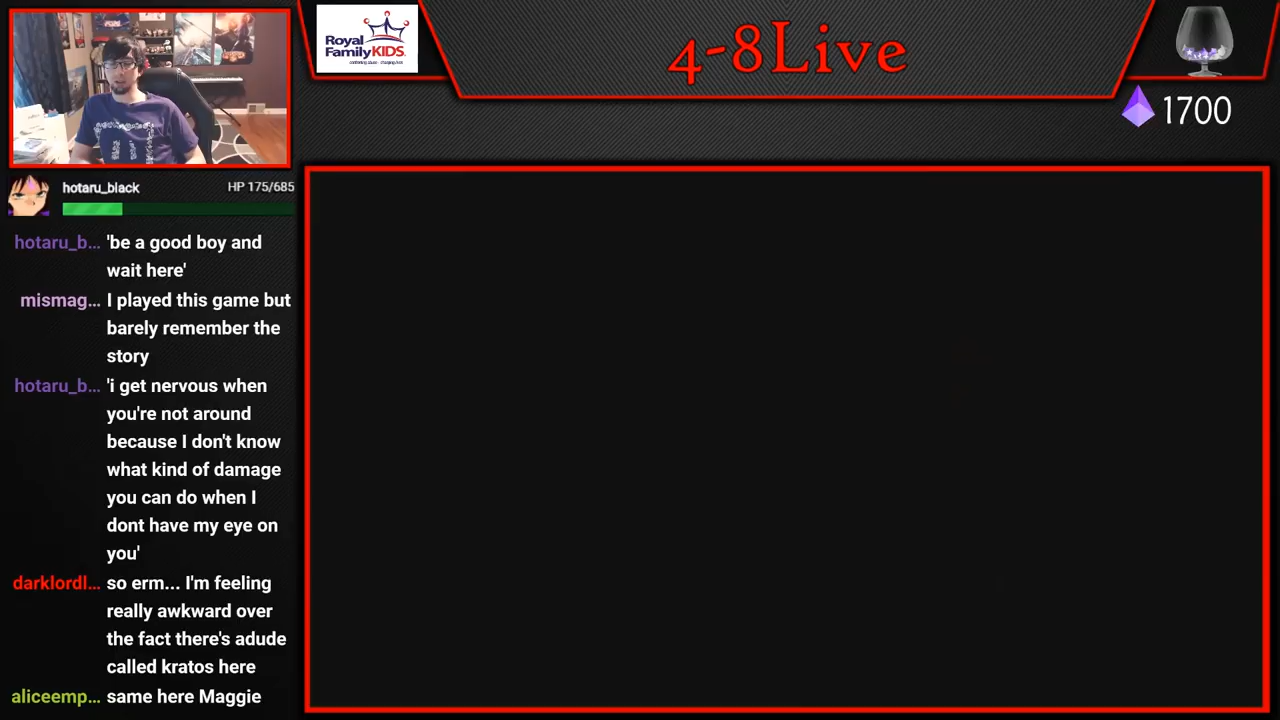 Royal
FamilyKIDS.
4-8Live
1700
hotaru_black HP 175/685
hotaru_b... 'be a good boy and
wait here'
mismag... I played this game but
barely remember the
story
hotaru_b... 'i get nervous when
you're not around
because I don't know
what kind of damage
you can do when I
dont have my eye on
you'
darklordl... so erm... I'm feeling
really awkward over
the fact there's adude
called kratos here
aliceemp... same here Maggie